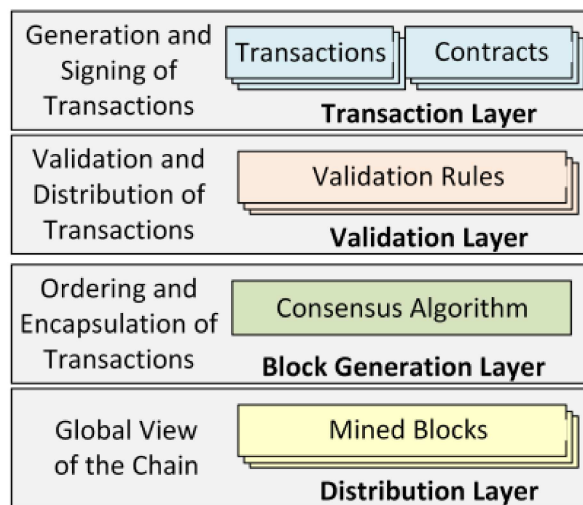 Generation and
Signing of
Transactions
Transactions
Contracts
Transaction Layer
Validation and
Distribution of
Transactions
Validation Rules
Validation Layer
Ordering and
Encapsulation of
Transactions
Consensus Algorithm
Block Generation Layer
Global View
of the Chain
Mined Blocks
Distribution Layer